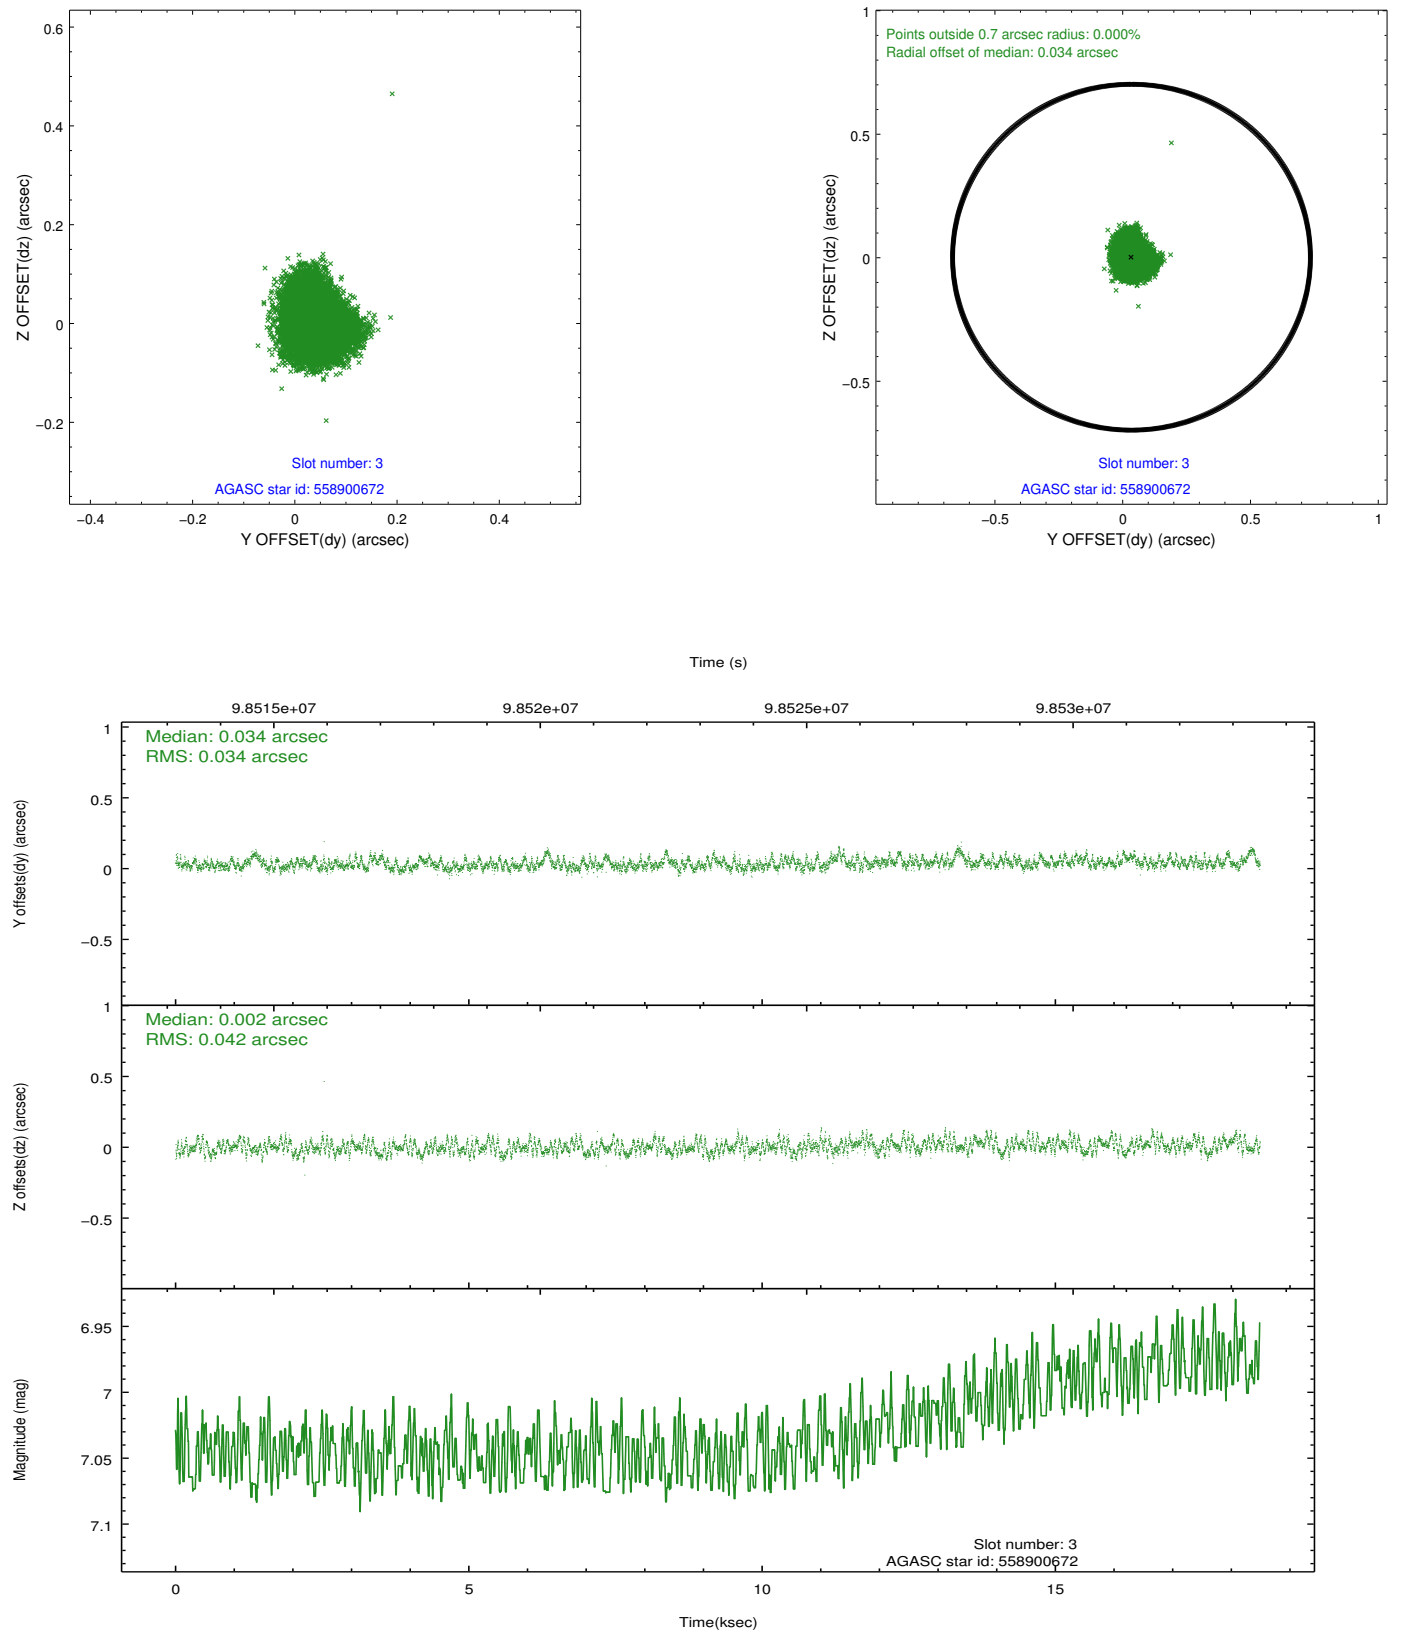 0.6
0.4
0.2
0
−0.2
−0.4
−0.2
0
0.2
0.4
Z OFFSET(dz) (arcsec)
Y OFFSET(dy) (arcsec)
Slot number: 3
AGASC star id: 558900672
Points outside 0.7 arcsec radius: 0.000%
Radial offset of median: 0.034 arcsec
1
0.5
0
−0.5
−0.5
0
0.5
1
Z OFFSET(dz) (arcsec)
Y OFFSET(dy) (arcsec)
Slot number: 3
AGASC star id: 558900672
Time (s)
9.8515e+07
9.852e+07
9.8525e+07
9.853e+07
Median: 0.034 arcsec
RMS: 0.034 arcsec
1
0.5
0
−0.5
Y offsets(dy) (arcsec)
Median: 0.002 arcsec
RMS: 0.042 arcsec
1
0.5
0
−0.5
Z offsets(dz) (arcsec)
6.95
7
7.05
7.1
Magnitude (mag)
Slot number: 3
AGASC star id: 558900672
0
5
10
15
Time(ksec)